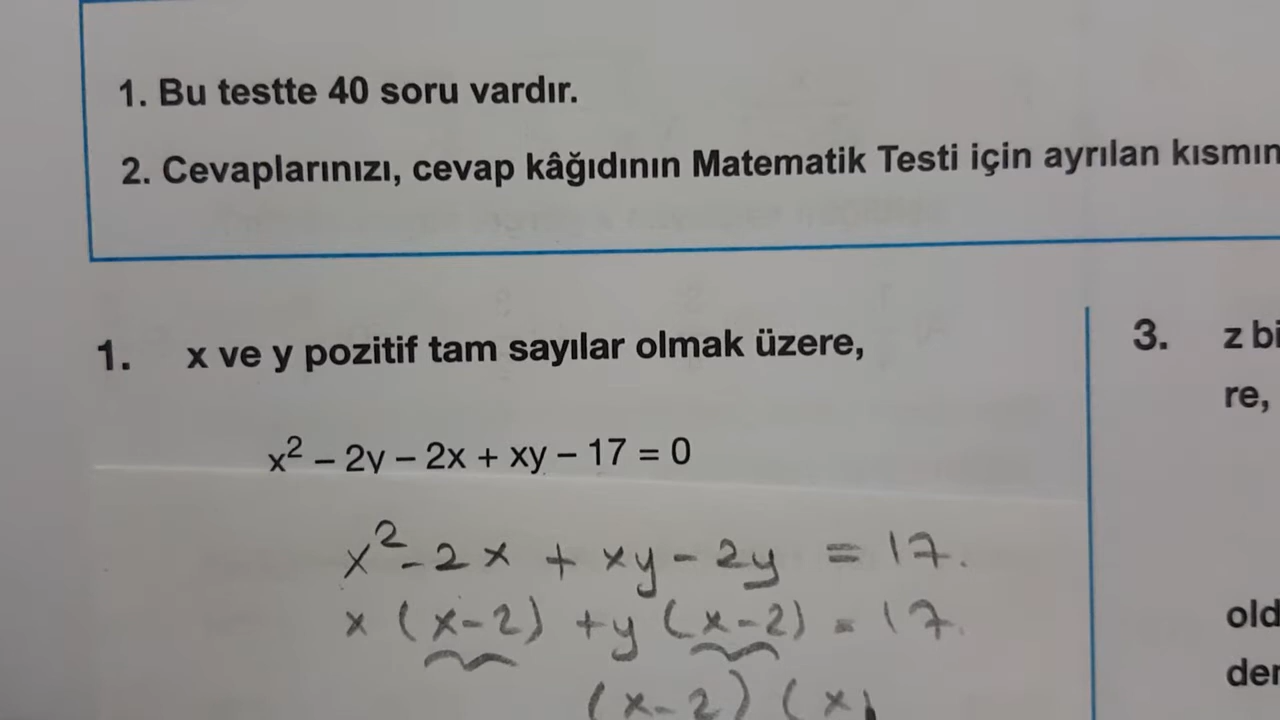 1. Bu testte 40 soru vardır.
2. Cevaplarınızı, cevap kâğıdının Matematik Testi için ayrılan kısmın
1. x ve y pozitif tam sayılar olmak üzere,
x² – 2y – 2x + xy – 17 = 0
x² - 2x + xy - 2y = 17.
x (x-2) + y (x-2) = 17.
(x-2) (x
3. z bi
re,
old
der